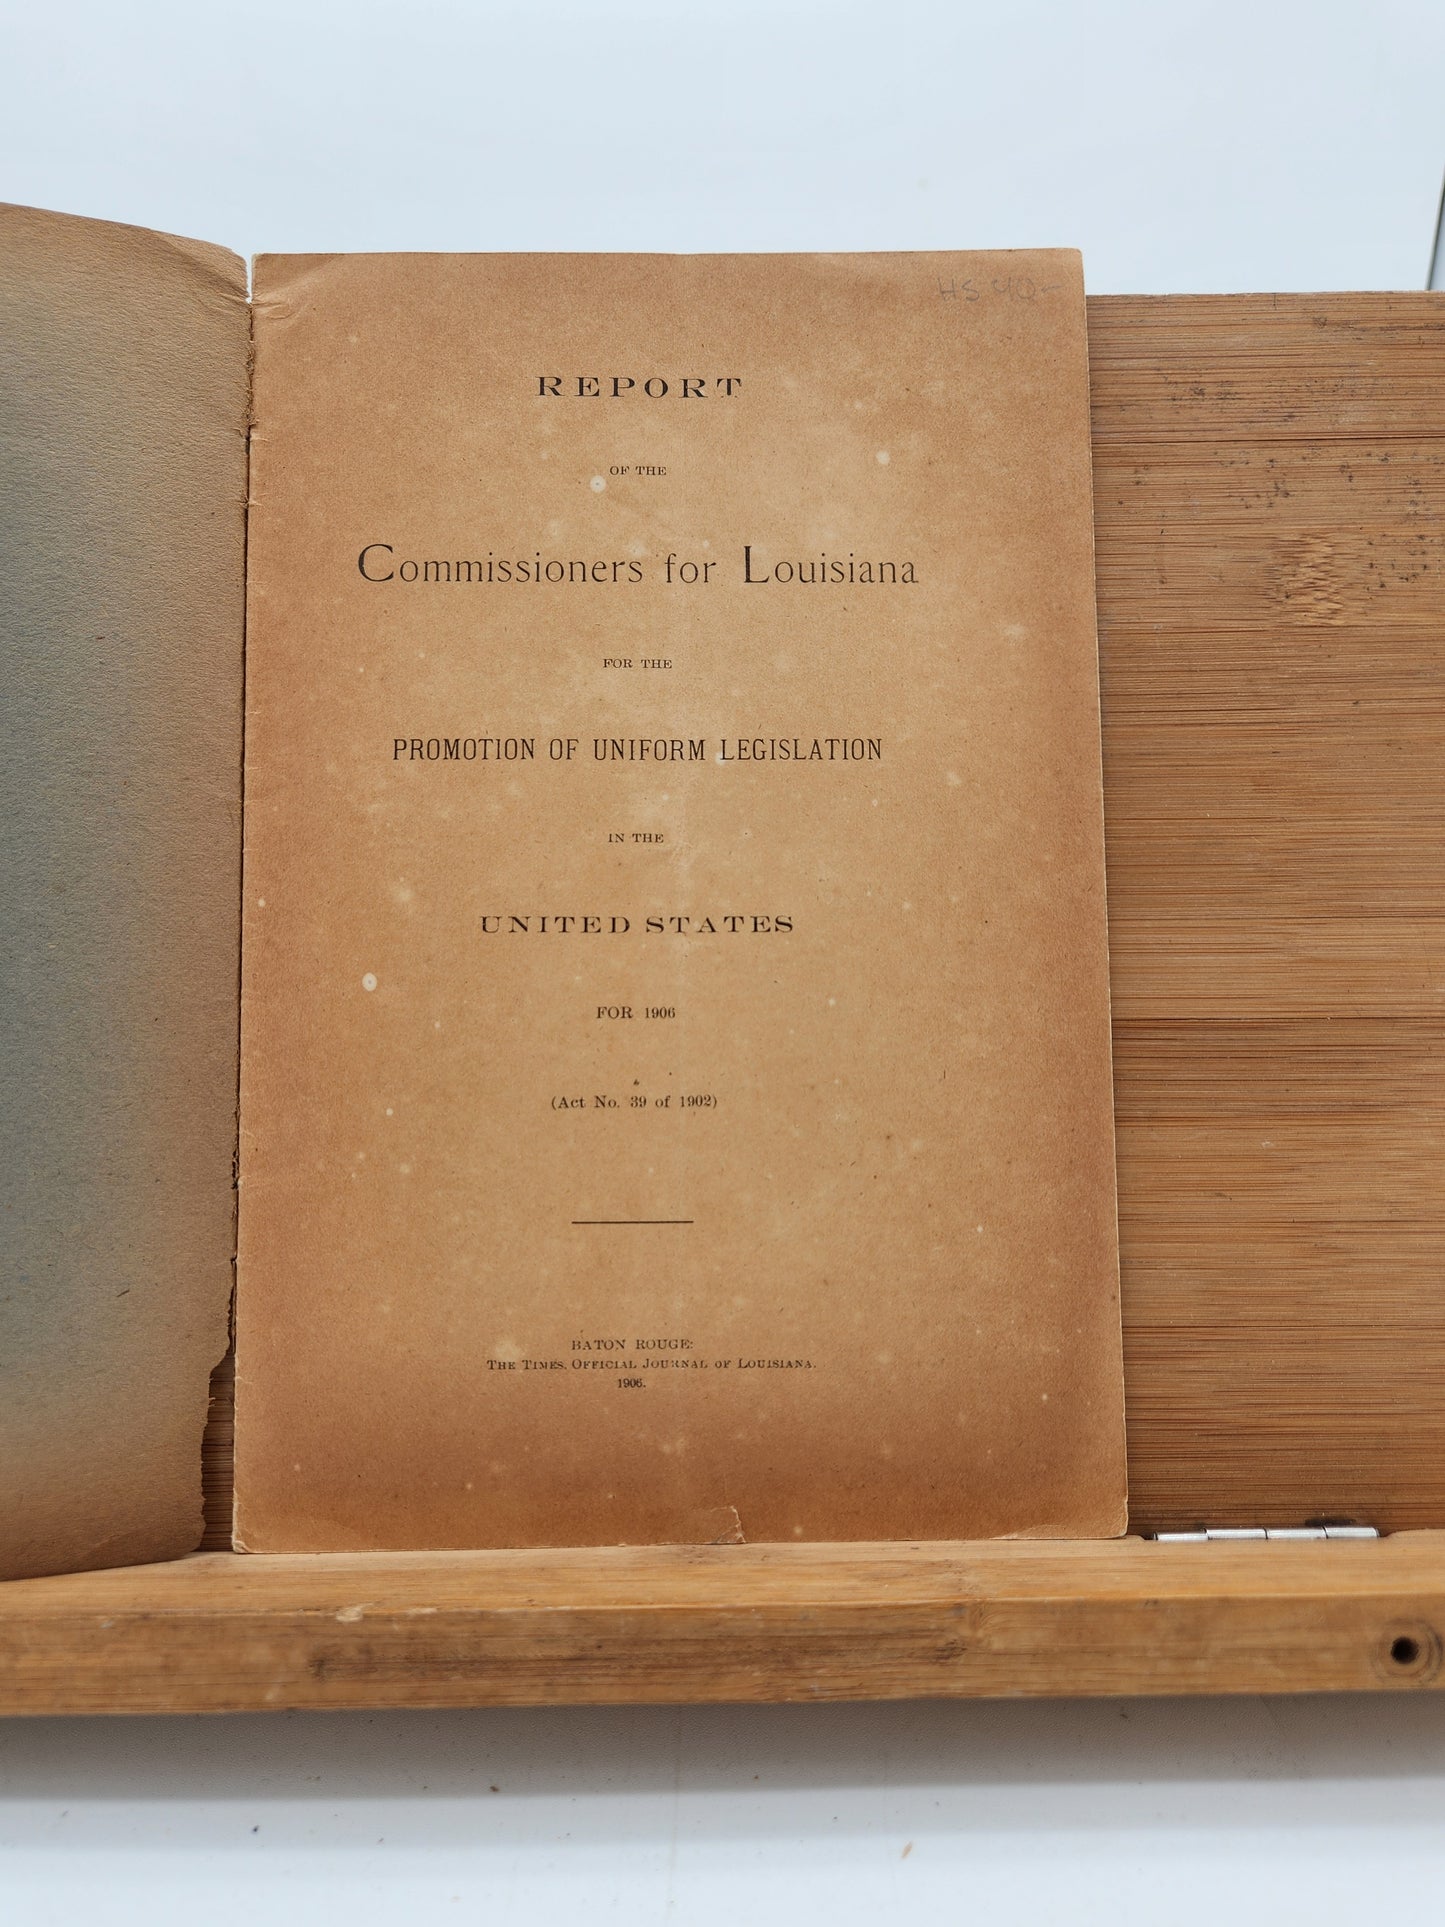 HS 40-
REPORT
OF THE
Commissioners for Louisiana
FOR THE
PROMOTION OF UNIFORM LEGISLATION
IN THE
UNITED STATES
FOR 1906
(Act No. 39 of 1902)
BATON ROUGE:
THE TIMES, OFFICIAL JOURNAL OF LOUISIANA.
1906.